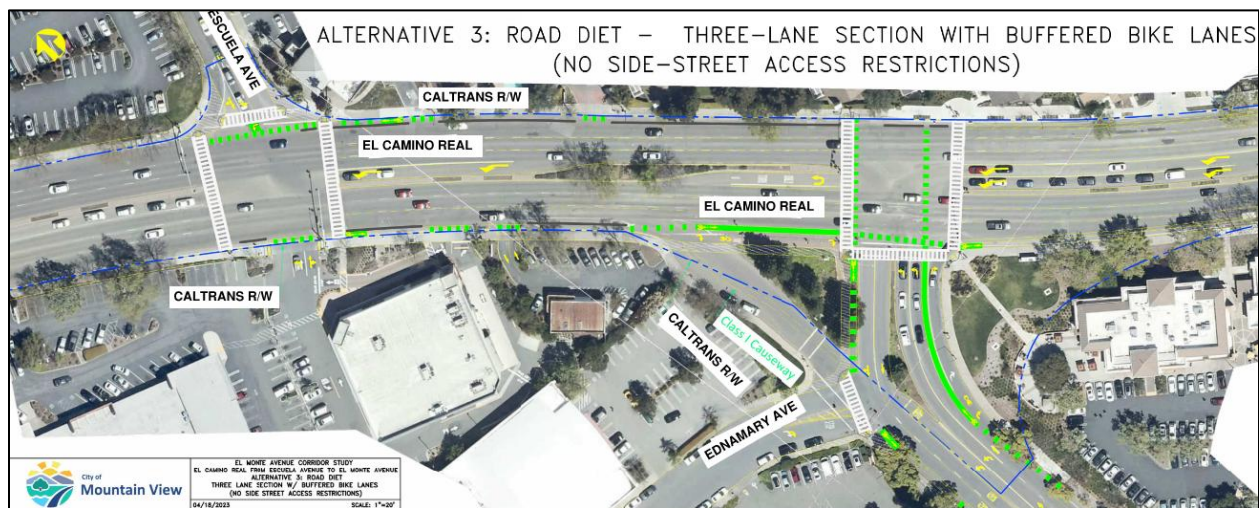 ALTERNATIVE 3: ROAD DIET – THREE-LANE SECTION WITH BUFFERED BIKE LANES
(NO SIDE-STREET ACCESS RESTRICTIONS)
ESCUELA AVE
CALTRANS R/W
EL CAMINO REAL
EL CAMINO REAL
CALTRANS R/W
CALTRANS R/W
Class I Causeway
EDNAMARY AVE
City of
Mountain View
EL MONTE AVENUE CORRIDOR STUDY
EL CAMINO REAL FROM ESCUELA AVENUE TO EL MONTE AVENUE
ALTERNATIVE 3: ROAD DIET
THREE LANE SECTION W/ BUFFERED BIKE LANES
(NO SIDE STREET ACCESS RESTRICTIONS)
04/18/2023 SCALE: 1"=20'